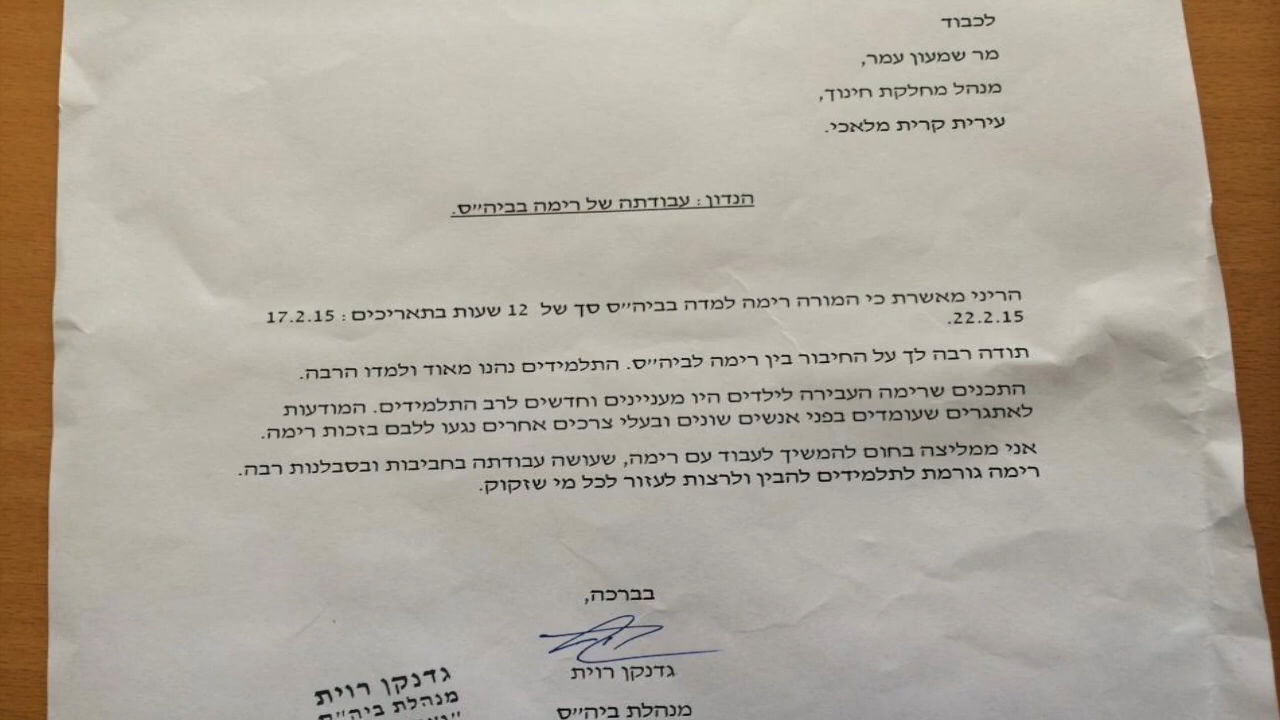 לכבוד
מר שמעון עמר,
מנהל מחלקת חינוך,
עירית קרית מלאכי.
הנדון : עבודתה של רימה בביה״ס.
הריני מאשרת כי המורה רימה למדה בביה״ס סך של 12 שעות בתאריכים : 17.2.15
22.2.15.
תודה רבה לך על החיבור בין רימה לביה״ס. התלמידים נהנו מאוד ולמדו הרבה.
התכנים שרימה העבירה לילדים היו מעניינים וחדשים לרב התלמידים. המודעות
לאתגרים שעומדים בפני אנשים שונים ובעלי צרכים אחרים נגעו ללבם בזכות רימה.
אני ממליצה בחום להמשיך לעבוד עם רימה, שעושה עבודתה בחביבות ובסבלנות רבה.
רימה גורמת לתלמידים להבין ולרצות לעזור לכל מי שזקוק.
בברכה,
גדנקן רוית
מנהלת ביה״ס
גדנקן רוית
מנהלת ביה״ס